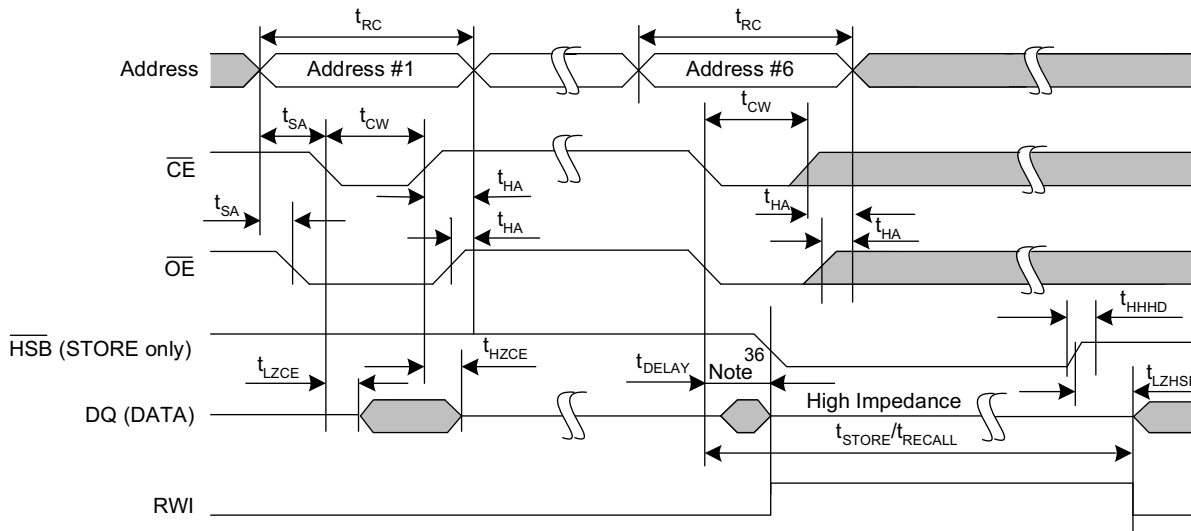 tRC tRC
Address Address #1 Address #6
tCW
tSA tCW
CE
tHA tHA
tSA tHA tHA
OE
tHHHD
HSB (STORE only)
tLZCE tHZCE tDELAY Note 36
DQ (DATA) High Impedance
tSTORE/tRECALL
RWI